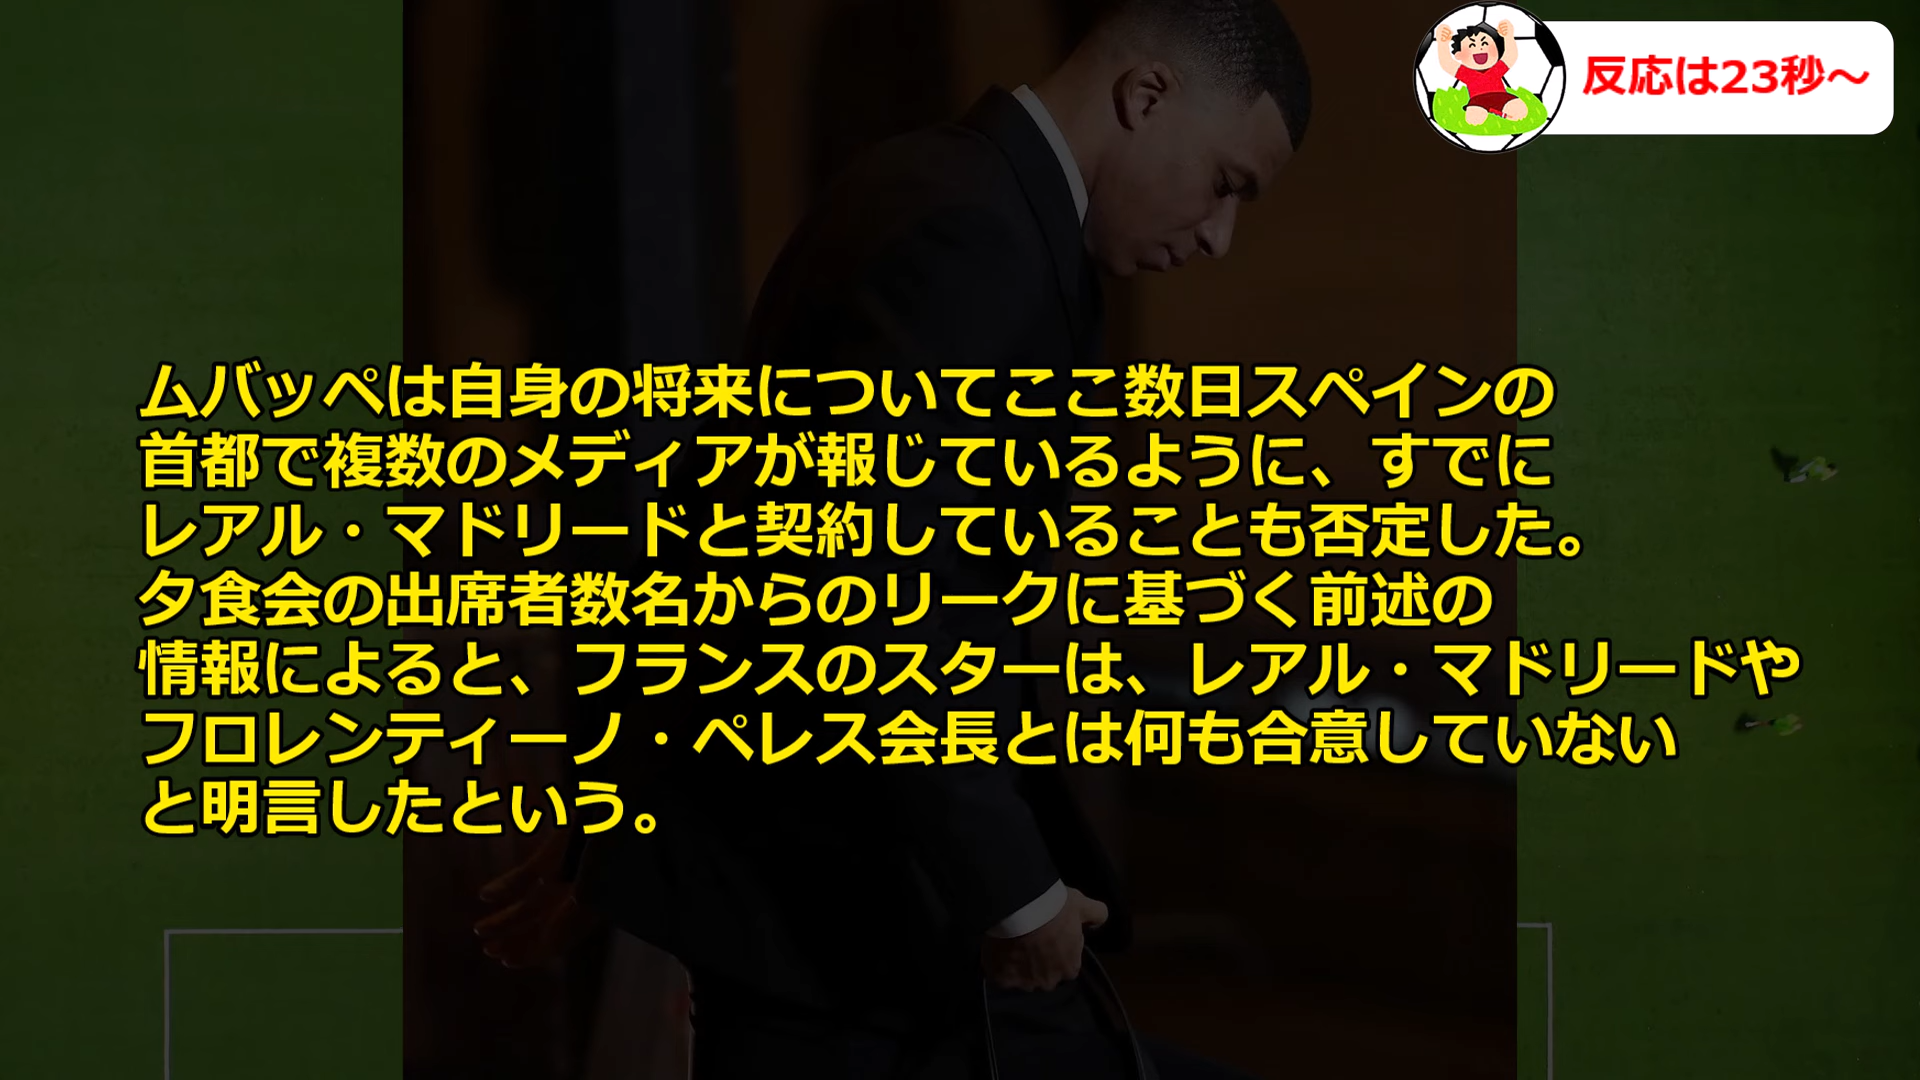 反応は23秒～
ムバッペは自身の将来についてここ数日スペインの
首都で複数のメディアが報じているように、すでに
レアル・マドリードと契約していることも否定した。
夕食会の出席者数名からのリークに基づく前述の
情報によると、フランスのスターは、レアル・マドリードや
フロレンティーノ・ペレス会長とは何も合意していない
と明言したという。